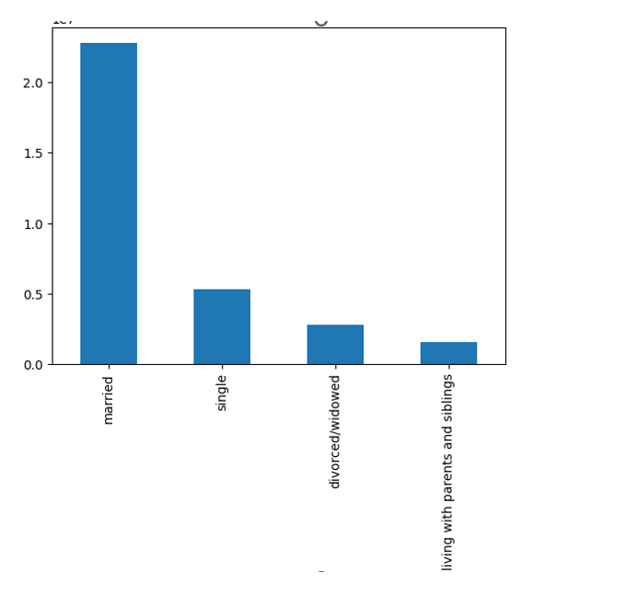 1e7
2.0
1.5
1.0
0.5
0.0
married
single
divorced/widowed
living with parents and siblings